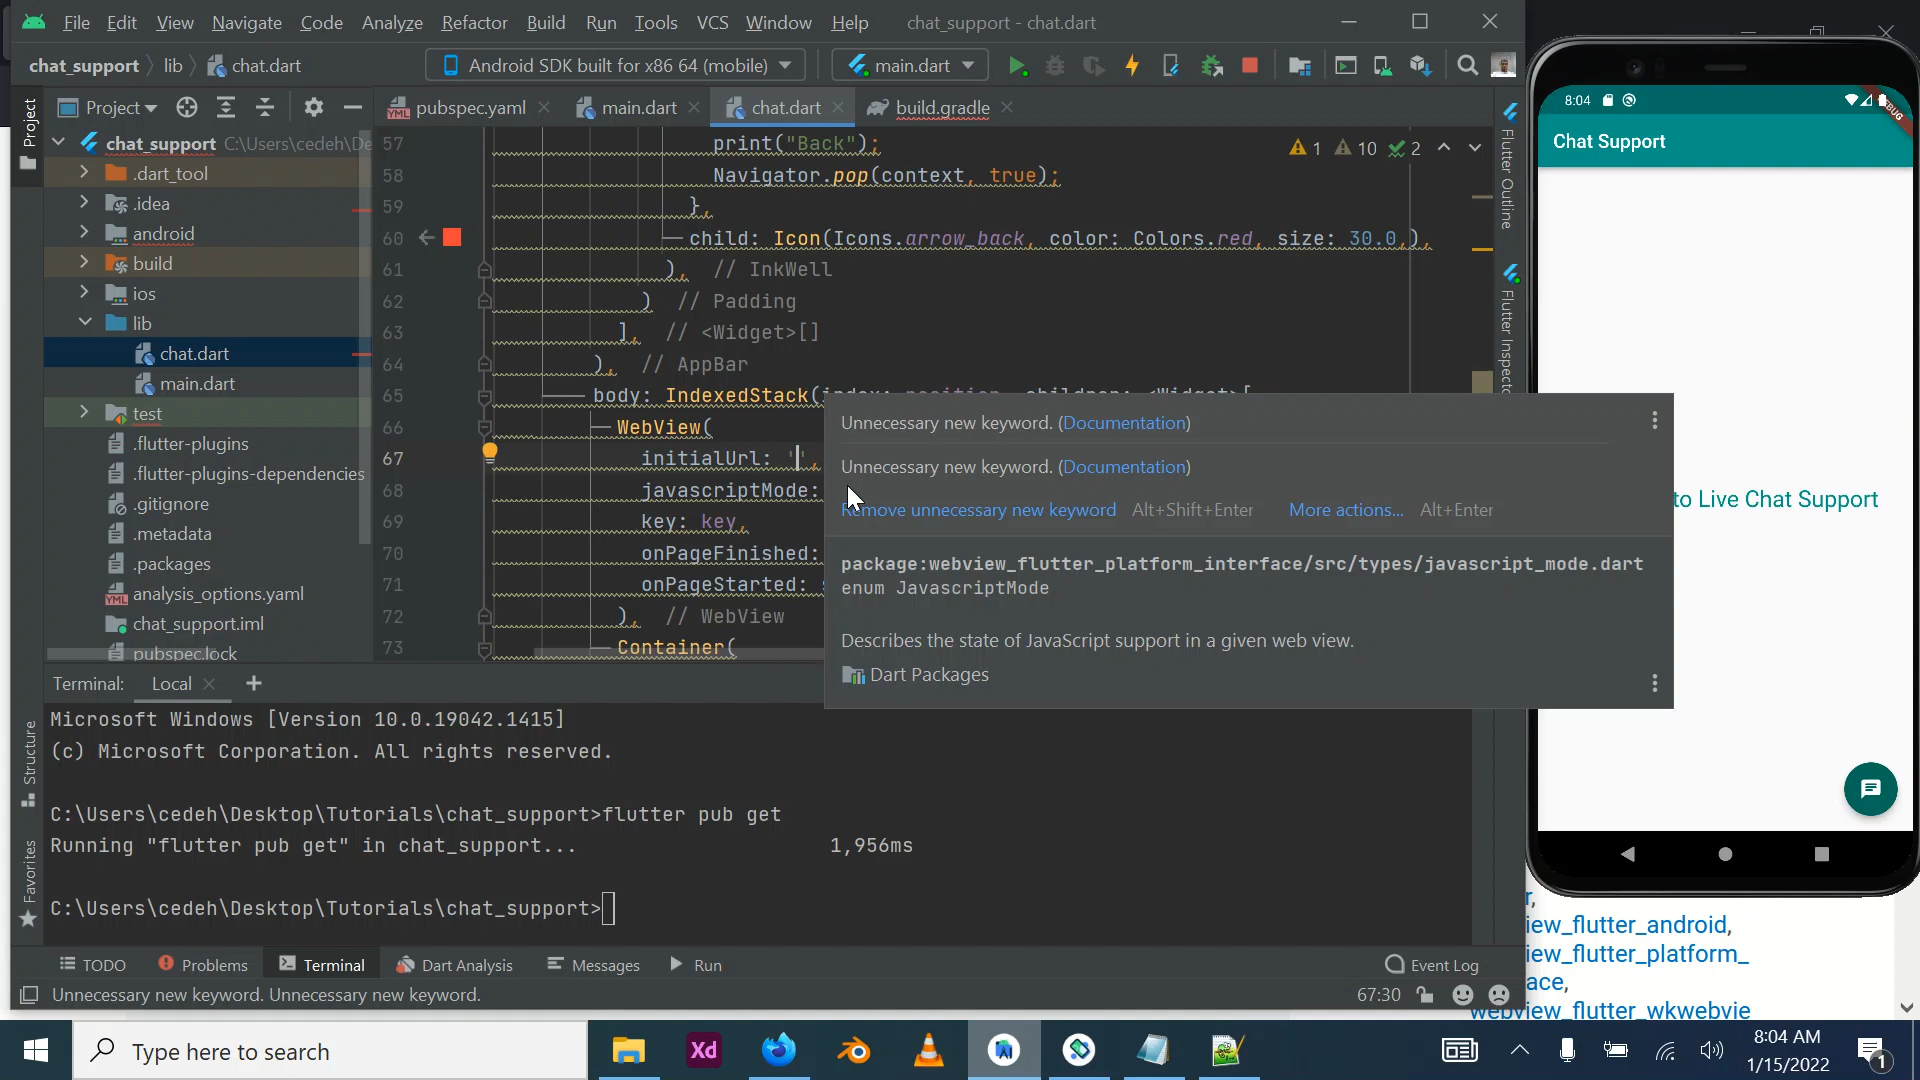 File Edit View Navigate Code Analyze Refactor Build Run Tools VCS Window Help chat_support - chat.dart
chat_support lib chat.dart
Android SDK built for x86 64 (mobile)
main.dart
Project
Project
pubspec.yaml
main.dart
chat.dart
build.gradle
chat_support C:\Users\cedeh\De
.dart_tool
.idea
android
build
ios
lib
chat.dart
main.dart
test
.flutter-plugins
.flutter-plugins-dependencies
.gitignore
.metadata
.packages
analysis_options.yaml
chat_support.iml
pubspec.lock
1 10 2
57 print("Back");
58 Navigator.pop(context, true);
59 },
60 child: Icon(Icons.arrow_back, color: Colors.red, size: 30.0,),
61 ), // InkWell
62 ) // Padding
63 ], // <Widget>[]
64 ), // AppBar
65 body: IndexedStack(index: position, children: <Widget>[
66 WebView(
67 initialUrl: '',
68 javascriptMode:
69 key: key,
70 onPageFinished:
71 onPageStarted: s
72 ), // WebView
73 Container(
Unnecessary new keyword. (Documentation)
Unnecessary new keyword. (Documentation)
Remove unnecessary new keyword Alt+Shift+Enter More actions... Alt+Enter
package:webview_flutter_platform_interface/src/types/javascript_mode.dart
enum JavascriptMode
Describes the state of JavaScript support in a given web view.
Dart Packages
Flutter Outline
Flutter Inspecto
Structure
Favorites
Terminal: Local
Microsoft Windows [Version 10.0.19042.1415]
(c) Microsoft Corporation. All rights reserved.
C:\Users\cedeh\Desktop\Tutorials\chat_support>flutter pub get
Running "flutter pub get" in chat_support... 1,956ms
C:\Users\cedeh\Desktop\Tutorials\chat_support>
TODO Problems Terminal Dart Analysis Messages Run Event Log
Unnecessary new keyword. Unnecessary new keyword. 67:30
8:04
Chat Support
to Live Chat Support
r,
iew_flutter_android,
iew_flutter_platform_
ace,
webview_flutter_wkwebvie
Type here to search
Xd
8:04 AM
1/15/2022
1